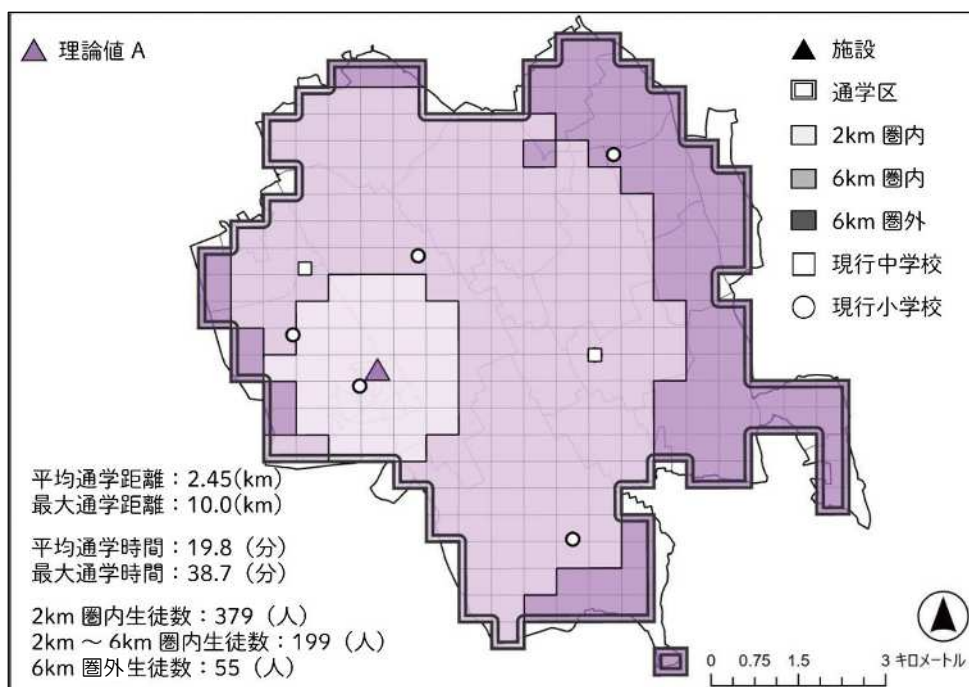 理論値 A
施設
通学区
2km 圏内
6km 圏内
6km 圏外
現行中学校
現行小学校
平均通学距離：2.45(km)
最大通学距離：10.0(km)
平均通学時間：19.8（分）
最大通学時間：38.7（分）
2km 圏内生徒数：379（人）
2km ～ 6km 圏内生徒数：199（人）
6km 圏外生徒数：55（人）
0 0.75 1.5 3 キロメートル